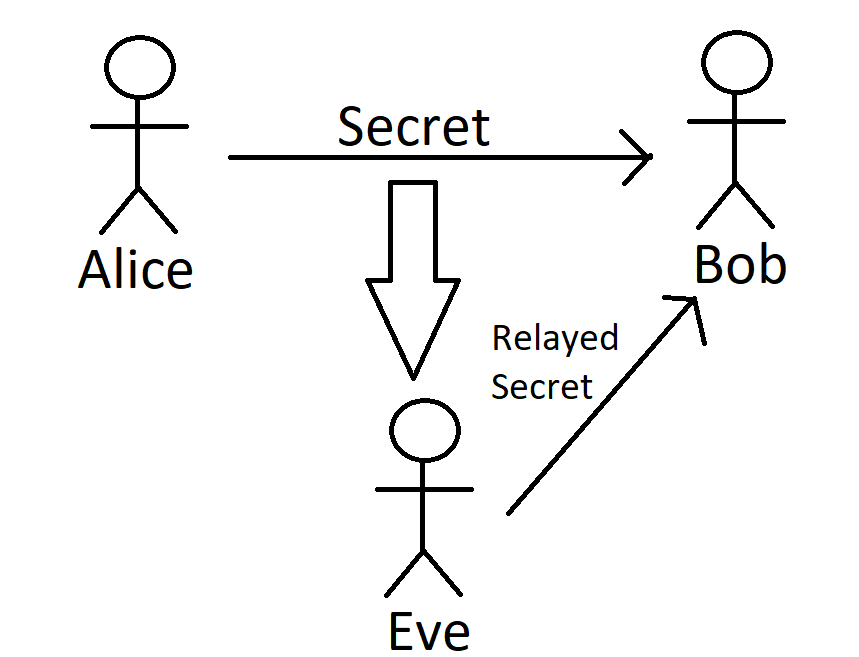 Secret
Alice
Bob
Relayed
Secret
Eve